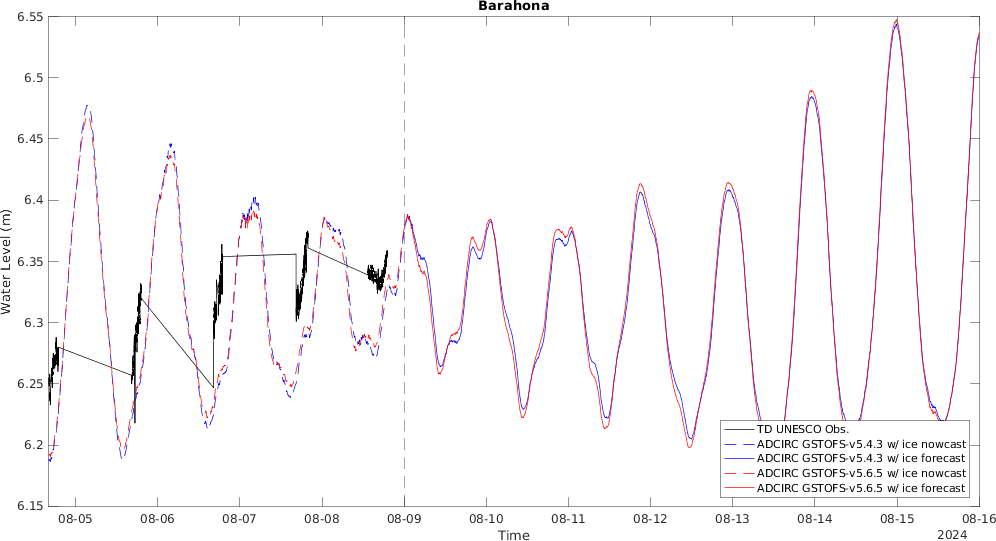 Barahona
6.55
6.5
6.45
6.4
6.35
6.3
6.25
6.2
6.15
Water Level (m)
TD UNESCO Obs.
ADCIRC GSTOFS-v5.4.3 w/ ice nowcast
ADCIRC GSTOFS-v5.4.3 w/ ice forecast
ADCIRC GSTOFS-v5.6.5 w/ ice nowcast
ADCIRC GSTOFS-v5.6.5 w/ ice forecast
08-05 08-06 08-07 08-08 08-09 08-10 08-11 08-12 08-13 08-14 08-15 08-16
Time
2024